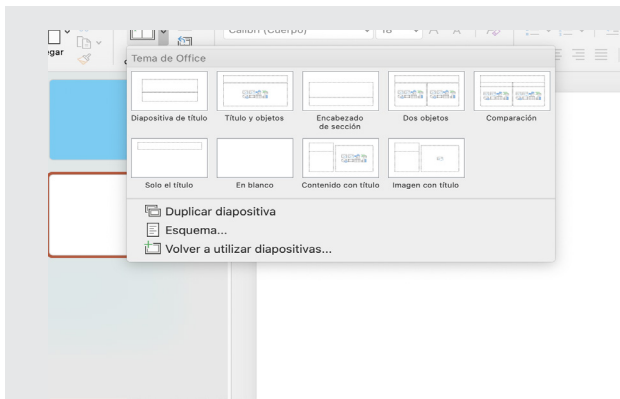 Calibri (Cuerpo)
18
egar
Tema de Office
Diapositiva de título
Título y objetos
Encabezado
de sección
Dos objetos
Comparación
Solo el título
En blanco
Contenido con título
Imagen con título
Duplicar diapositiva
Esquema...
Volver a utilizar diapositivas...